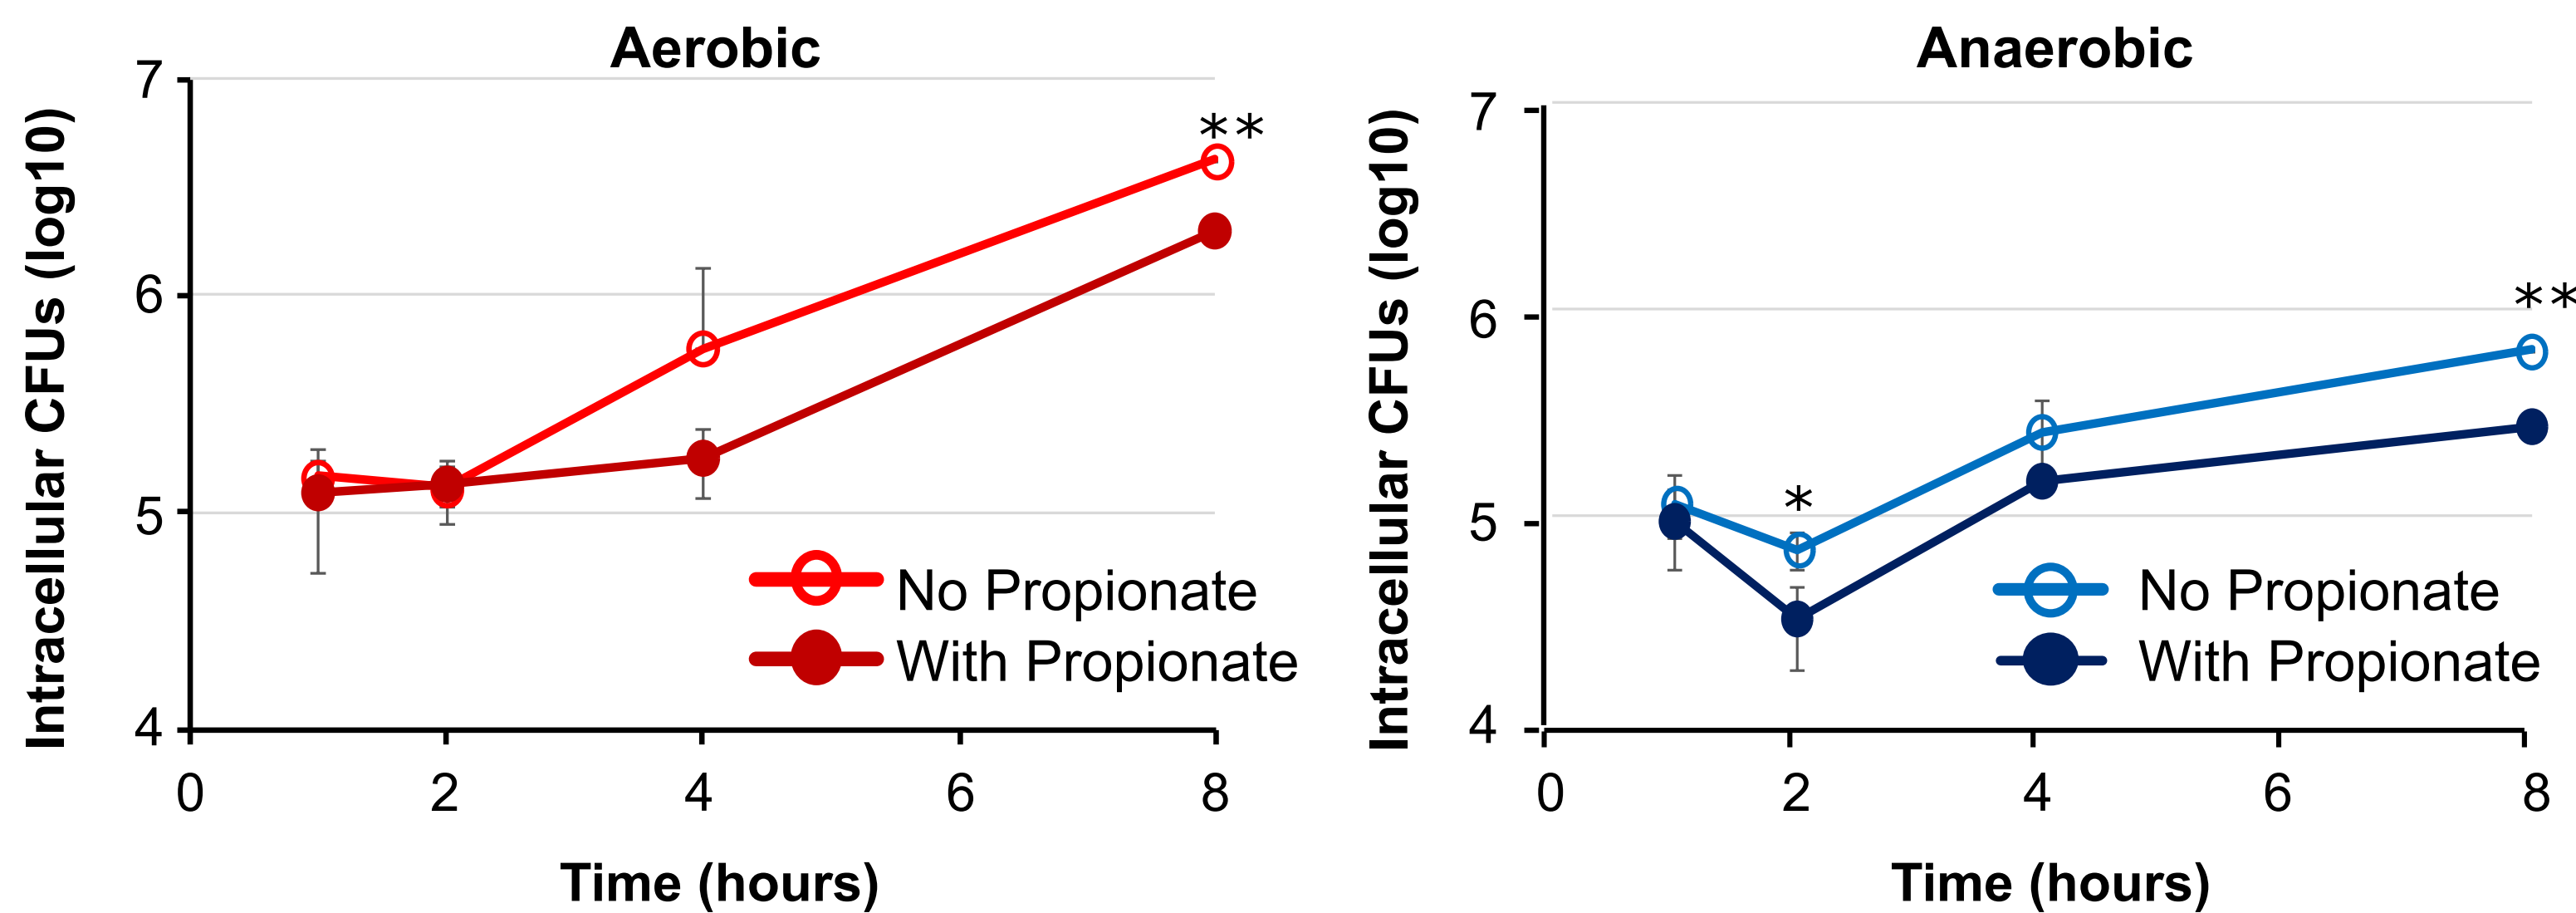 Aerobic
Intracellular CFUs (log10)
7
6
5
4
**
No Propionate
With Propionate
0 2 4 6 8
Time (hours)
Anaerobic
Intracellular CFUs (log10)
7
6
5
4
*
**
No Propionate
With Propionate
0 2 4 6 8
Time (hours)